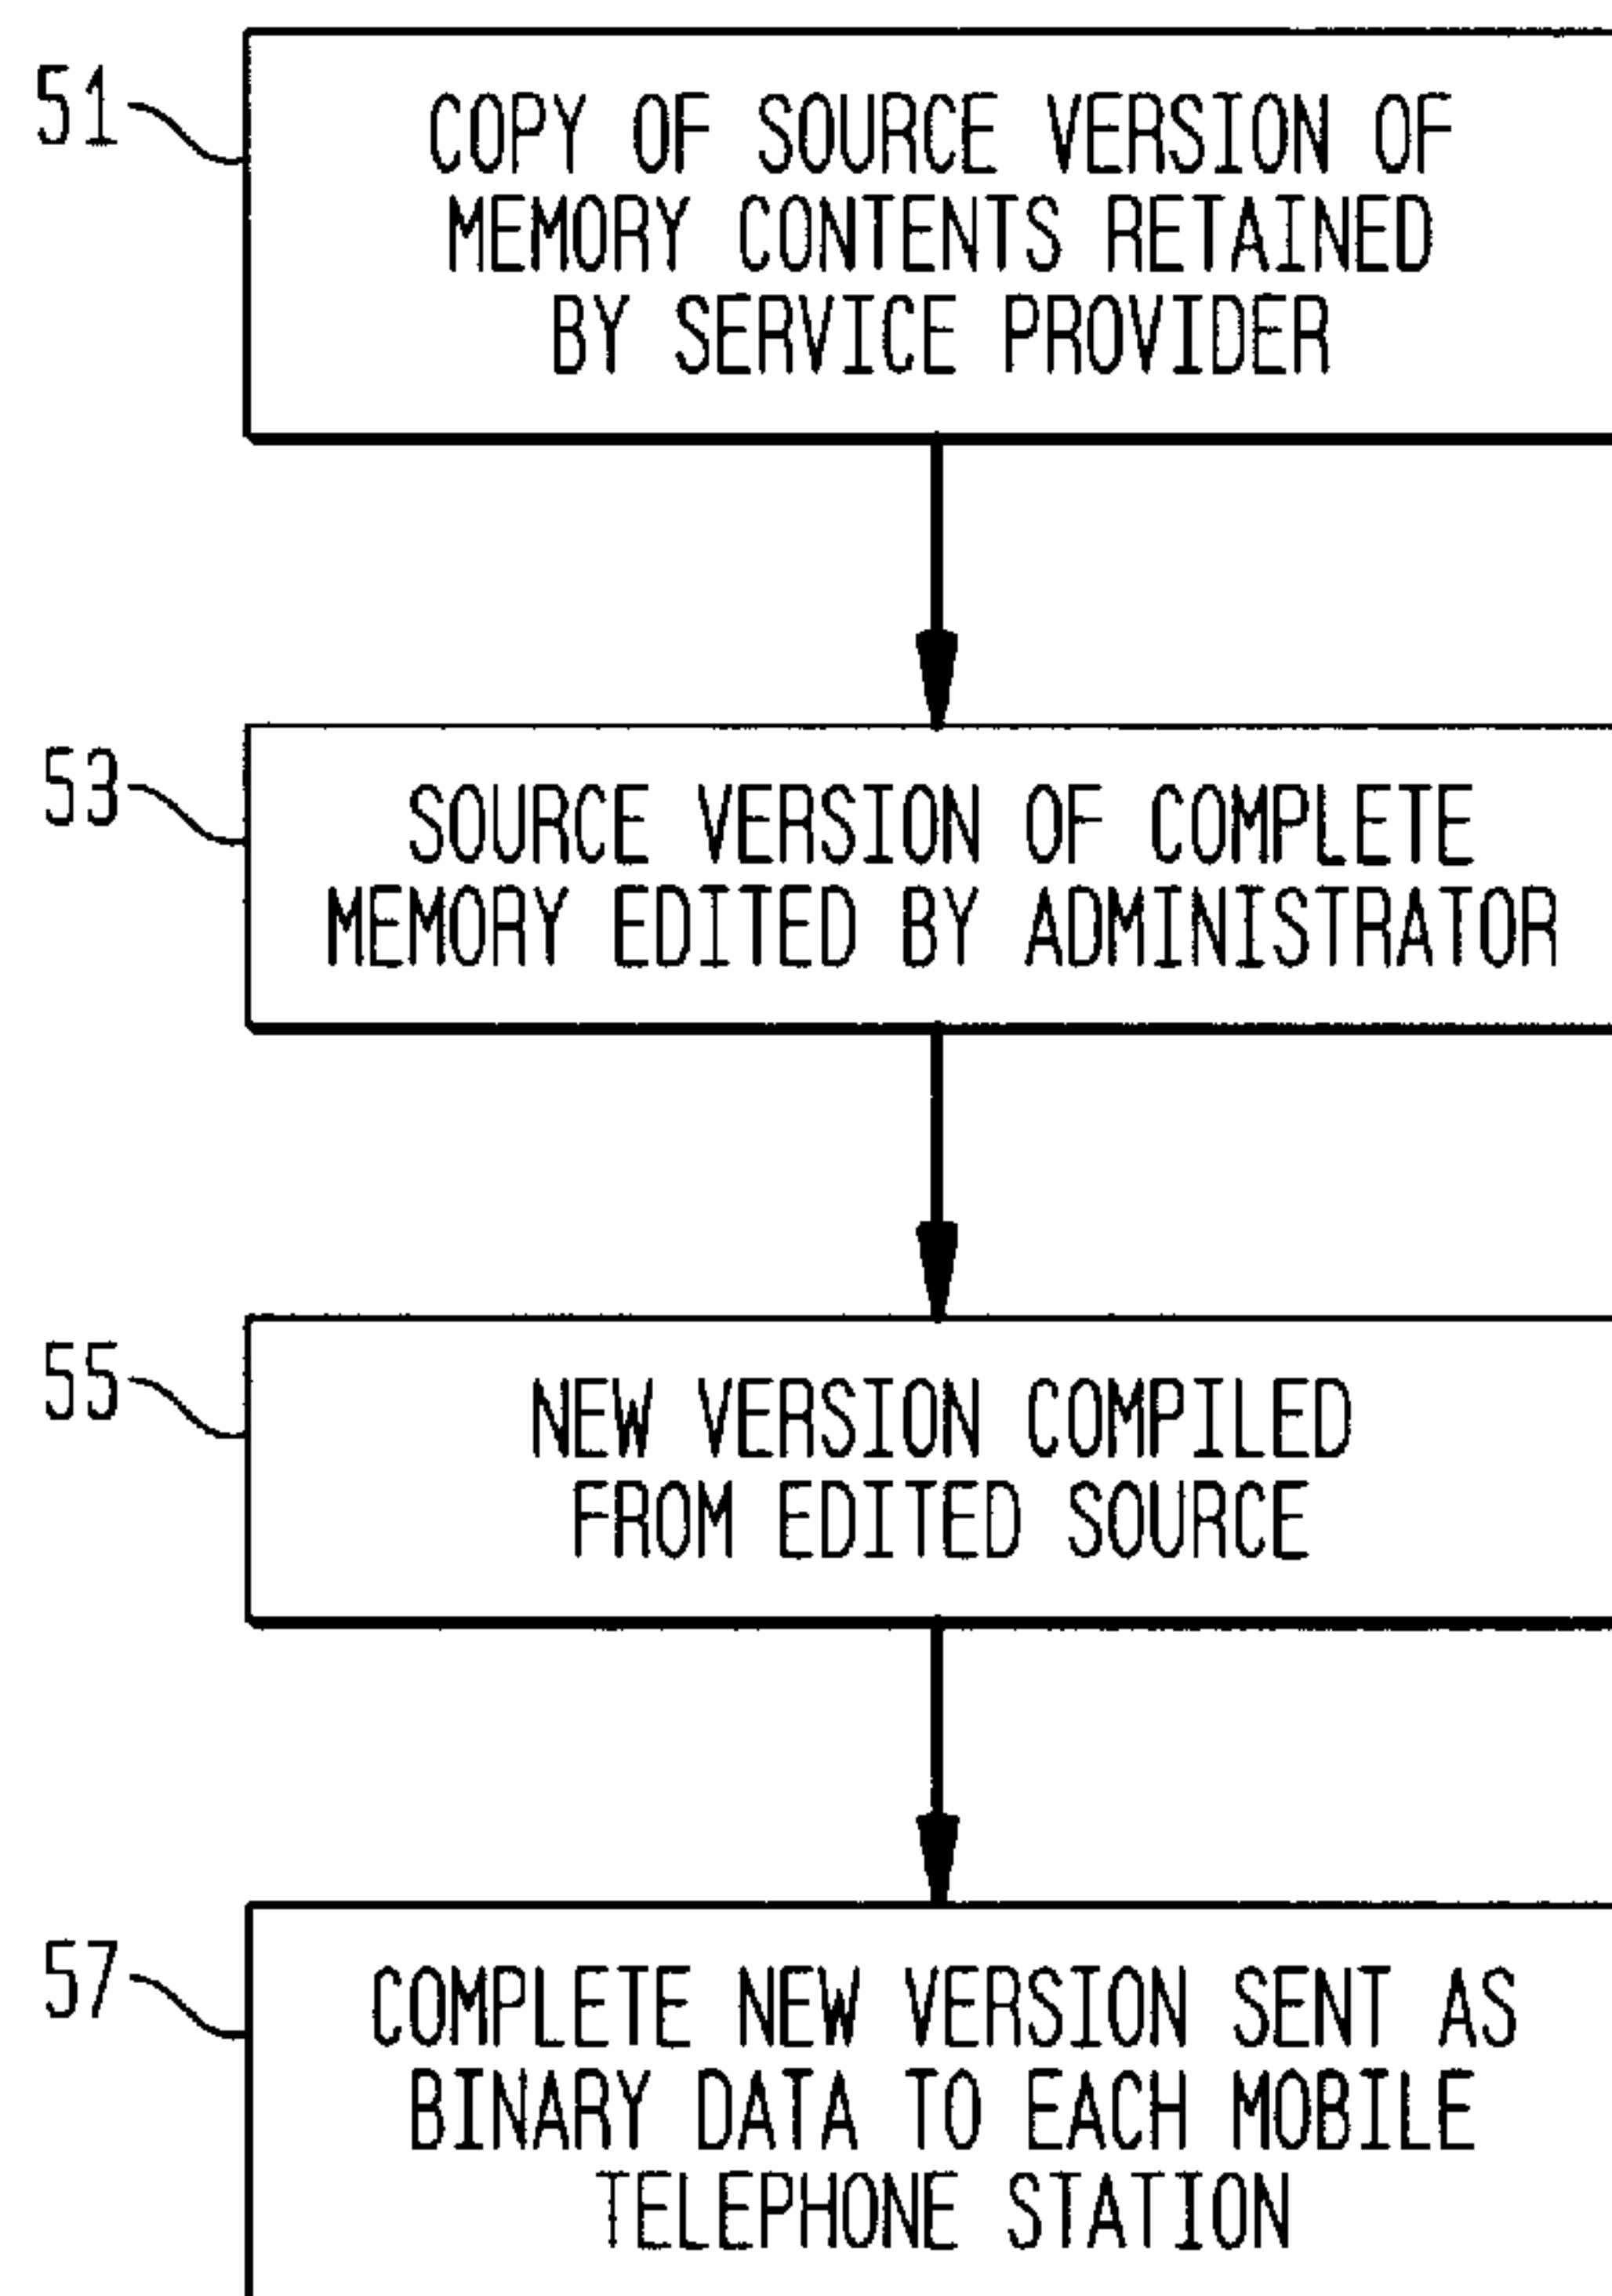 51
COPY OF SOURCE VERSION OF
MEMORY CONTENTS RETAINED
BY SERVICE PROVIDER
53
SOURCE VERSION OF COMPLETE
MEMORY EDITED BY ADMINISTRATOR
55
NEW VERSION COMPILED
FROM EDITED SOURCE
57
COMPLETE NEW VERSION SENT AS
BINARY DATA TO EACH MOBILE
TELEPHONE STATION